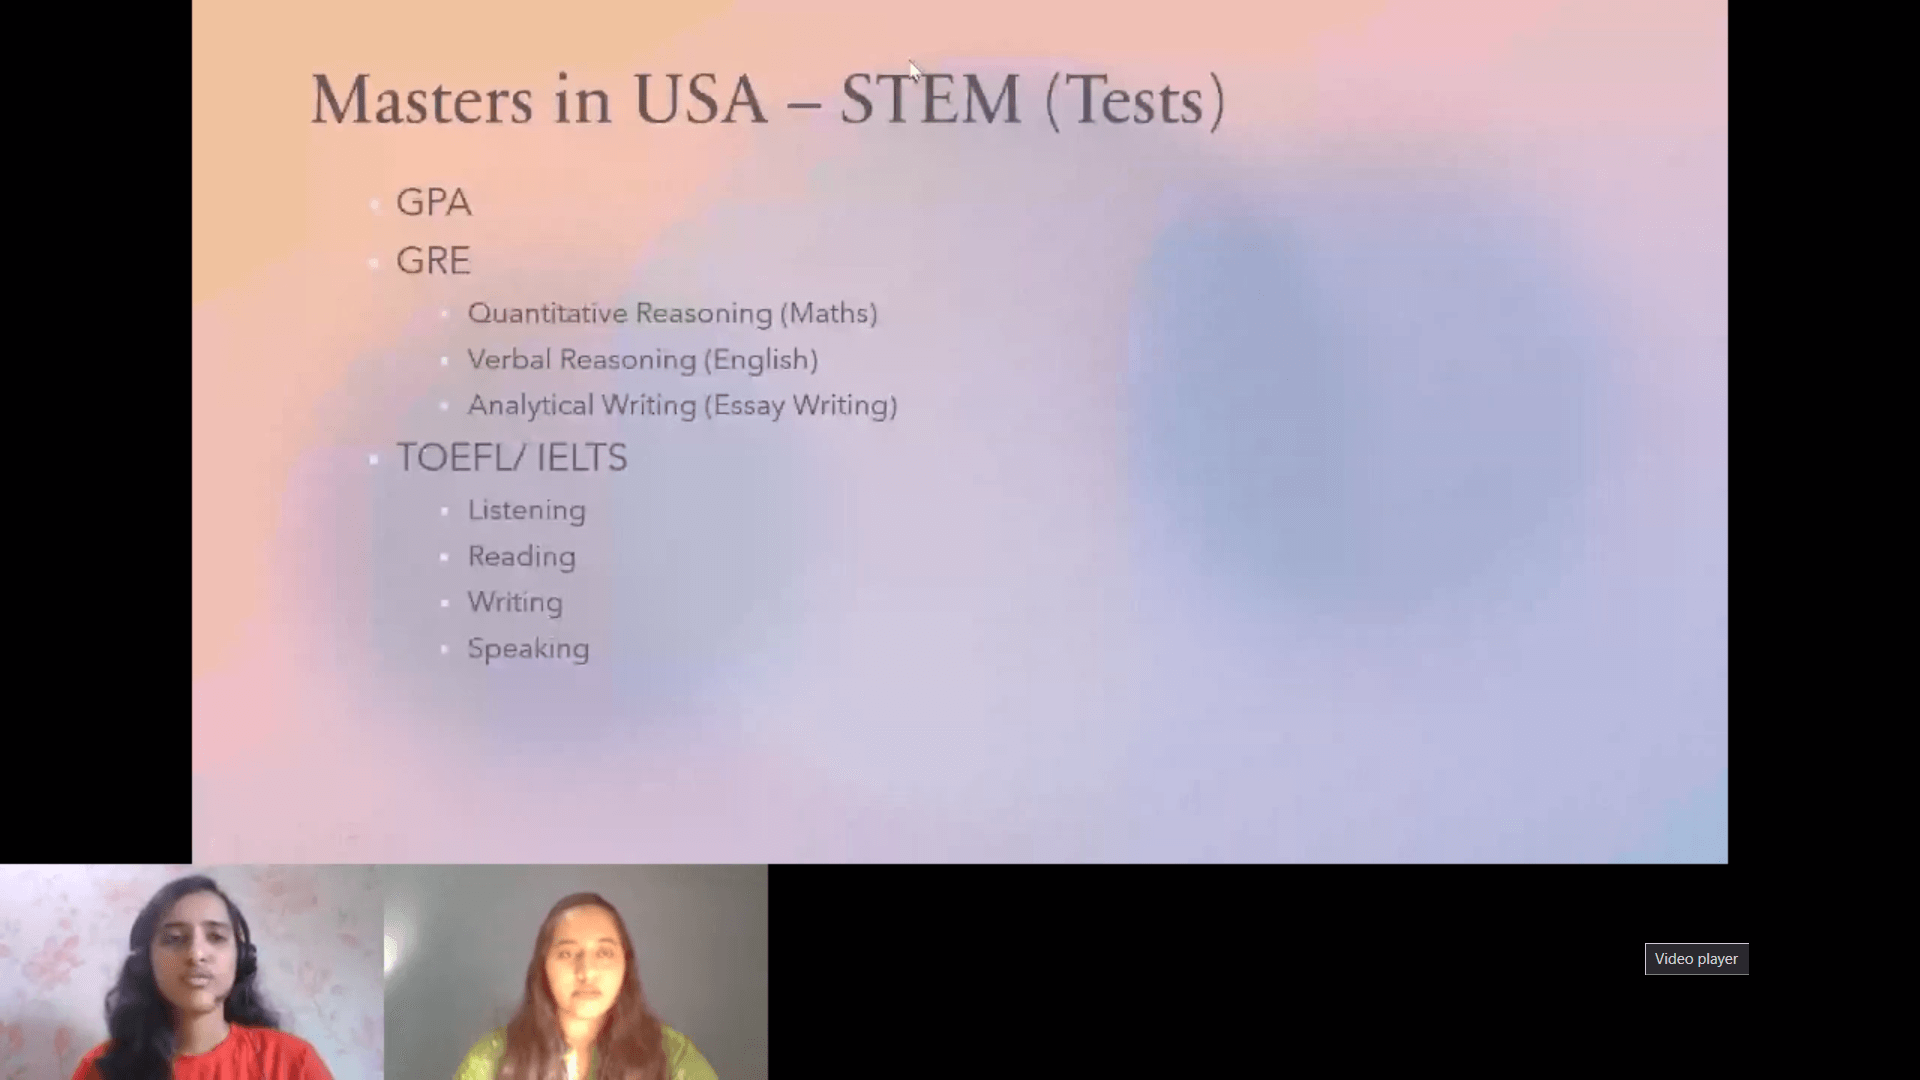 Masters in USA – STEM (Tests)
GPA
GRE
Quantitative Reasoning (Maths)
Verbal Reasoning (English)
Analytical Writing (Essay Writing)
TOEFL/ IELTS
Listening
Reading
Writing
Speaking
Video player